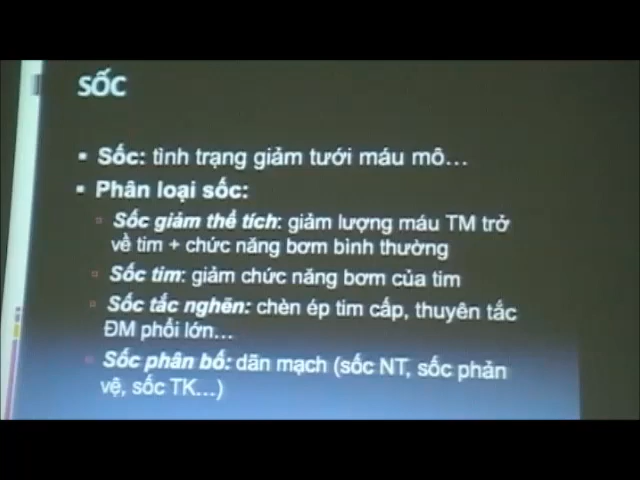 SỐC
▪ Sốc: tình trạng giảm tưới máu mô...
▪ Phân loại sốc:
▫ Sốc giảm thể tích: giảm lượng máu TM trở
về tim + chức năng bơm bình thường
▫ Sốc tim: giảm chức năng bơm của tim
▫ Sốc tắc nghẽn: chèn ép tim cấp, thuyên tắc
ĐM phổi lớn...
▫ Sốc phân bố: dãn mạch (sốc NT, sốc phản
vệ, sốc TK...)